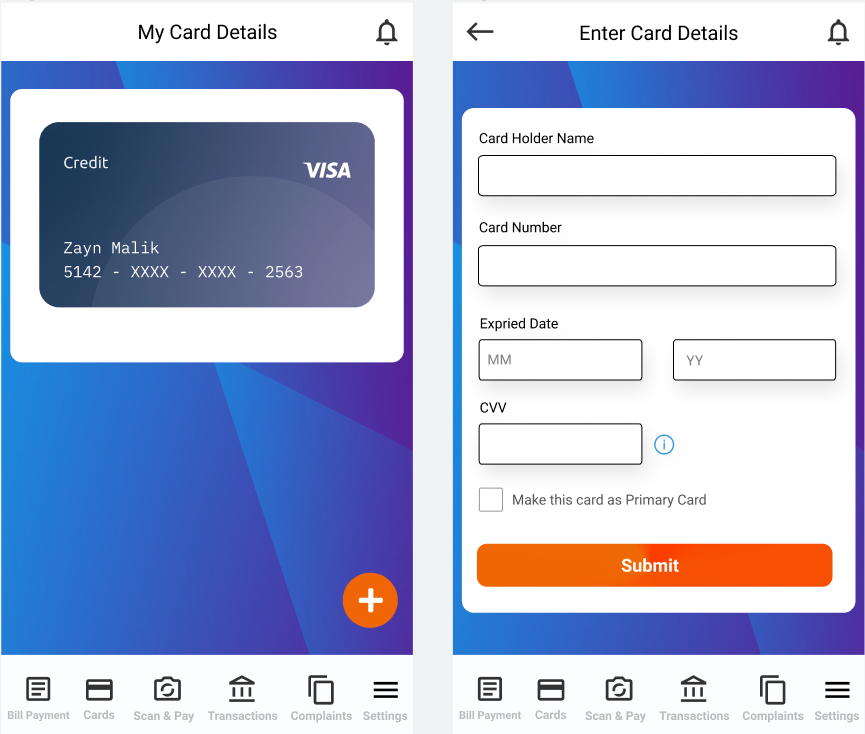 My Card Details
Credit
VISA
Zayn Malik
5142 - XXXX - XXXX - 2563
Bill Payment
Cards
Scan & Pay
Transactions
Complaints
Settings
Enter Card Details
Card Holder Name
Card Number
Expried Date
MM
YY
CVV
Make this card as Primary Card
Submit
Bill Payment
Cards
Scan & Pay
Transactions
Complaints
Settings